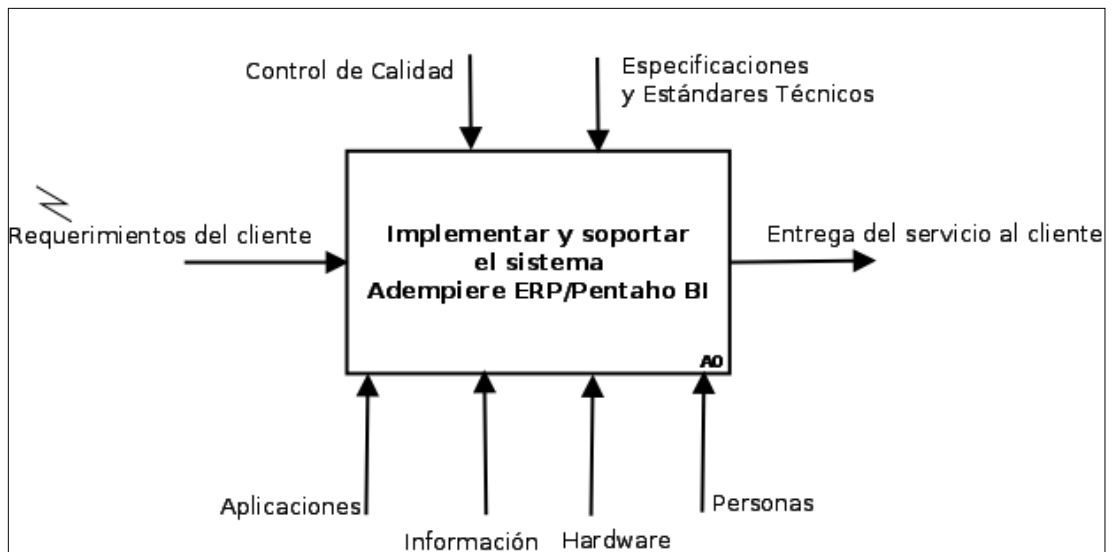 Control de Calidad
Especificaciones
y Estándares Técnicos
Requerimientos del cliente
Implementar y soportar
el sistema
Adempiere ERP/Pentaho BI
A0
Entrega del servicio al cliente
Aplicaciones
Información
Hardware
Personas